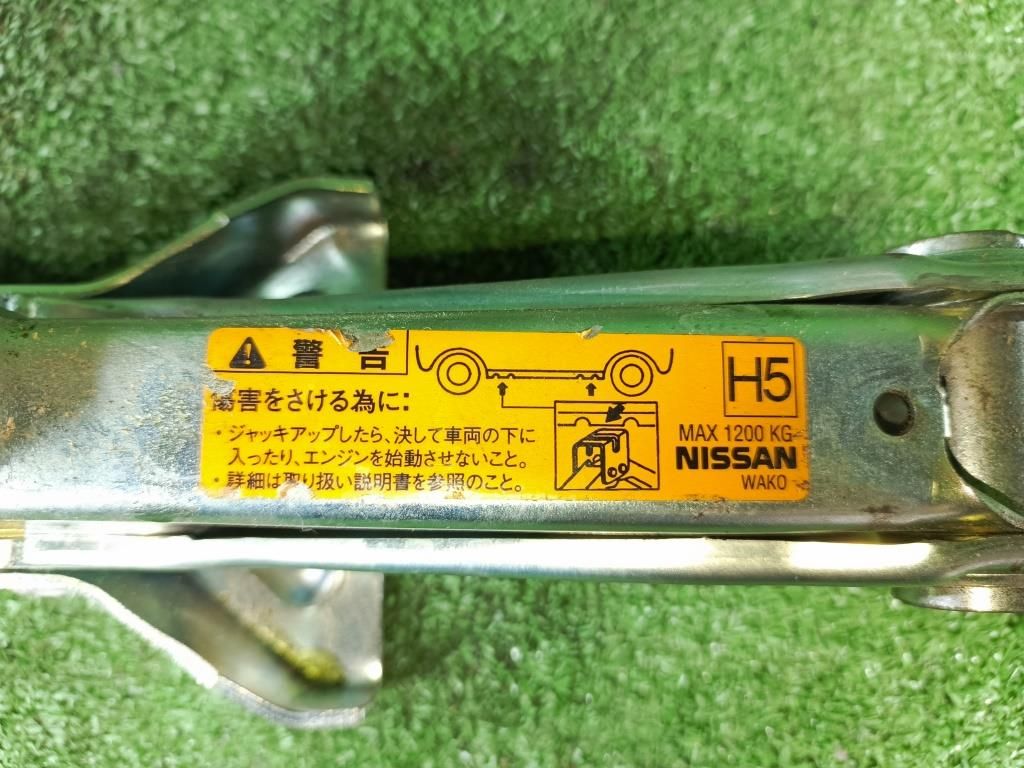 警告
傷害をさける為に:
・ジャッキアップしたら、決して車両の下に
入ったり、エンジンを始動させないこと。
・詳細は取り扱い説明書を参照のこと。
H5
MAX 1200 KG
NISSAN
WAKO